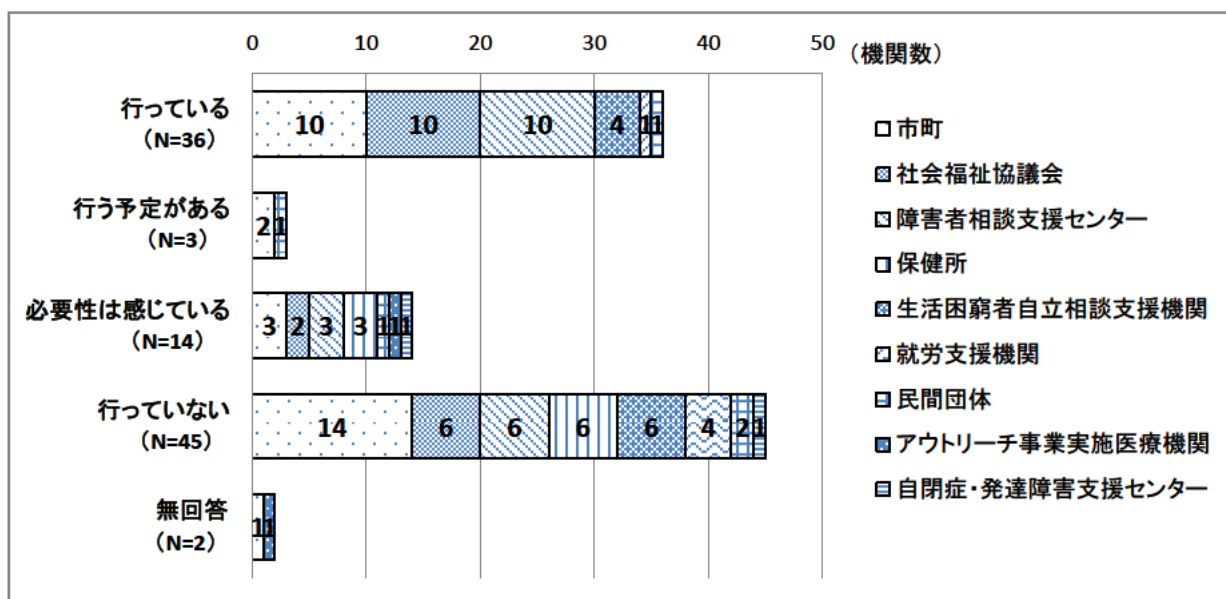 0 10 20 30 40 50
（機関数）
行っている
（N=36）
10 10 10 4 1 1
行う予定がある
（N=3）
2 1
必要性は感じている
（N=14）
3 2 3 3 1 1 1
行っていない
（N=45）
14 6 6 6 6 4 2 1
無回答
（N=2）
1 1
市町
社会福祉協議会
障害者相談支援センター
保健所
生活困窮者自立相談支援機関
就労支援機関
民間団体
アウトリーチ事業実施医療機関
自閉症・発達障害支援センター